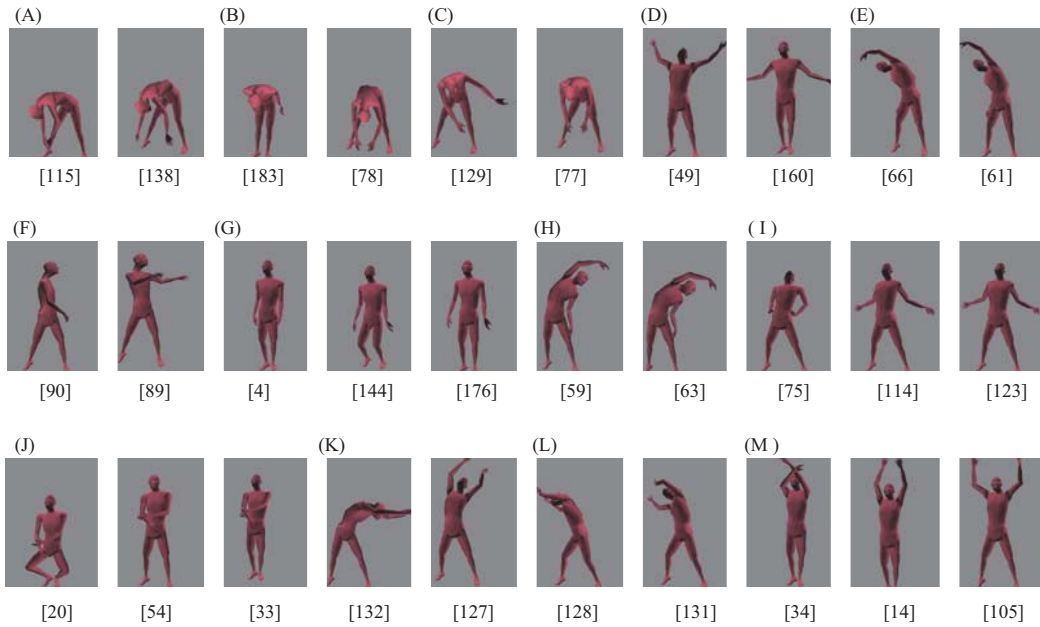 (A) (B) (C) (D) (E)
[115] [138] [183] [78] [129] [77] [49] [160] [66] [61]
(F) (G) (H) ( I )
[90] [89] [4] [144] [176] [59] [63] [75] [114] [123]
(J) (K) (L) (M )
[20] [54] [33] [132] [127] [128] [131] [34] [14] [105]